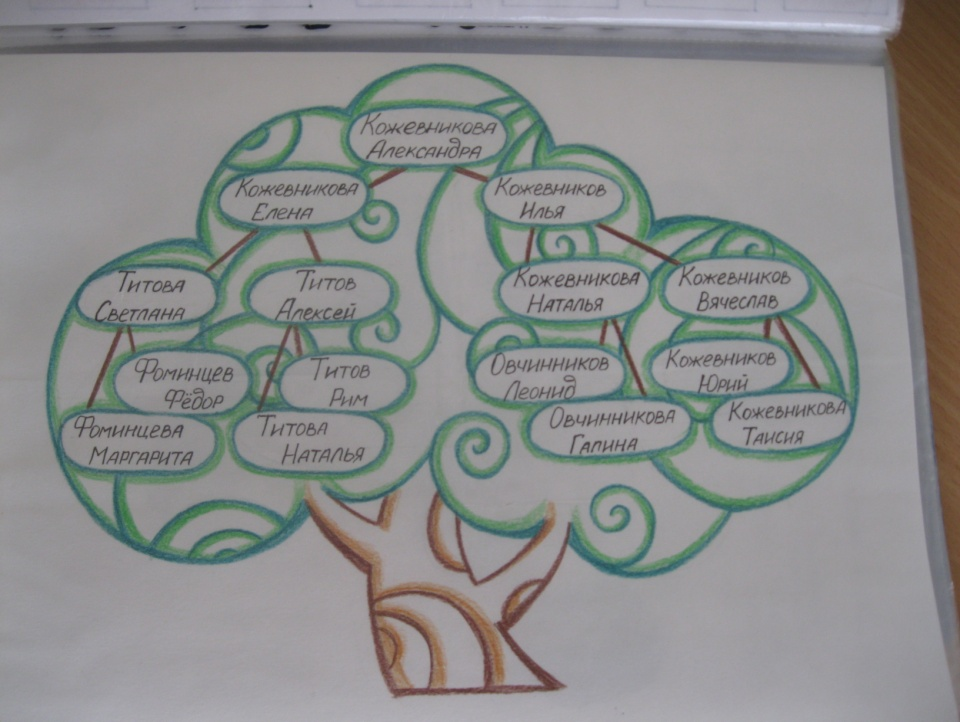 Кожевникова
Александра
Кожевникова
Елена
Кожевников
Илья
Титова
Светлана
Титов
Алексей
Кожевникова
Наталья
Кожевников
Вячеслав
Фоминцев
Фёдор
Титов
Рим
Овчинников
Леонид
Кожевников
Юрий
Фоминцева
Маргарита
Титова
Наталья
Овчинникова
Галина
Кожевникова
Таисия